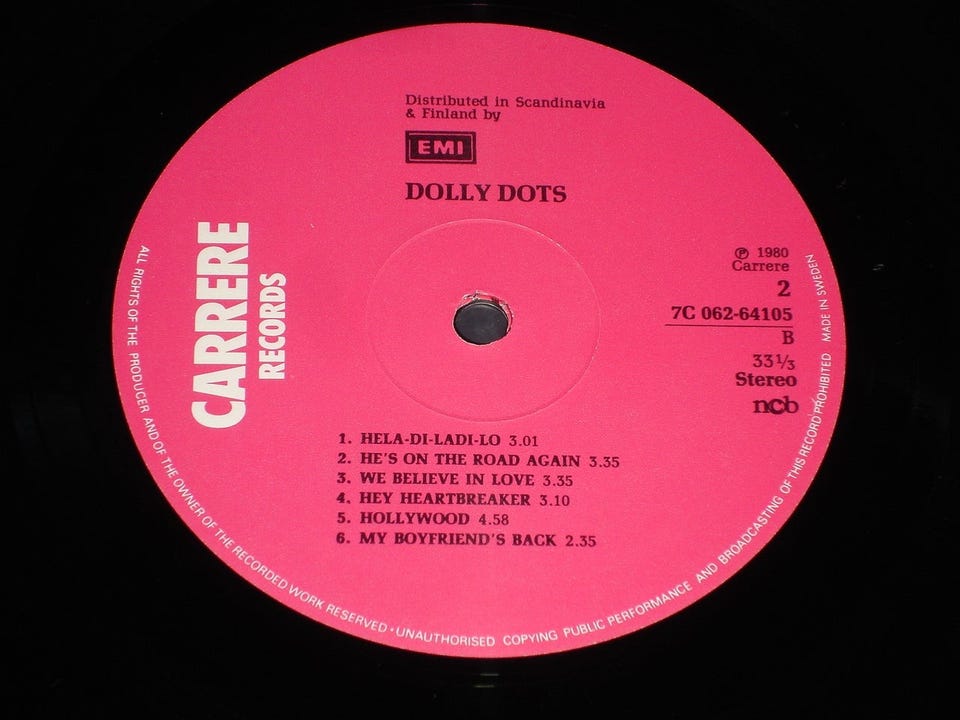 Distributed in Scandinavia
& Finland by
EMI
DOLLY DOTS
CARRERE
RECORDS
℗ 1980
Carrere
2
7C 062-64105
B
33 1/3
Stereo
ncb
1. HELA-DI-LADI-LO 3.01
2. HE'S ON THE ROAD AGAIN 3.35
3. WE BELIEVE IN LOVE 3.35
4. HEY HEARTBREAKER 3.10
5. HOLLYWOOD 4.58
6. MY BOYFRIEND'S BACK 2.35
ALL RIGHTS OF THE PRODUCER AND OF THE OWNER OF THE RECORDED WORK RESERVED · UNAUTHORISED COPYING PUBLIC PERFORMANCE AND BROADCASTING OF THIS RECORD PROHIBITED MADE IN SWEDEN